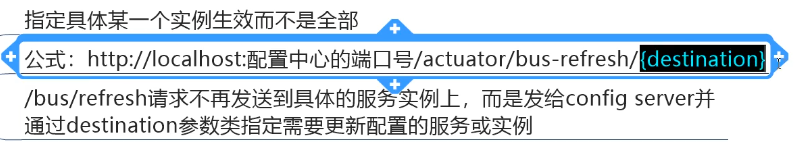 指定具体某一个实例生效而不是全部
公式：http://localhost:配置中心的端口号/actuator/bus-refresh/{destination}
/bus/refresh请求不再发送到具体的服务实例上，而是发给config server并
通过destination参数类指定需要更新配置的服务或实例